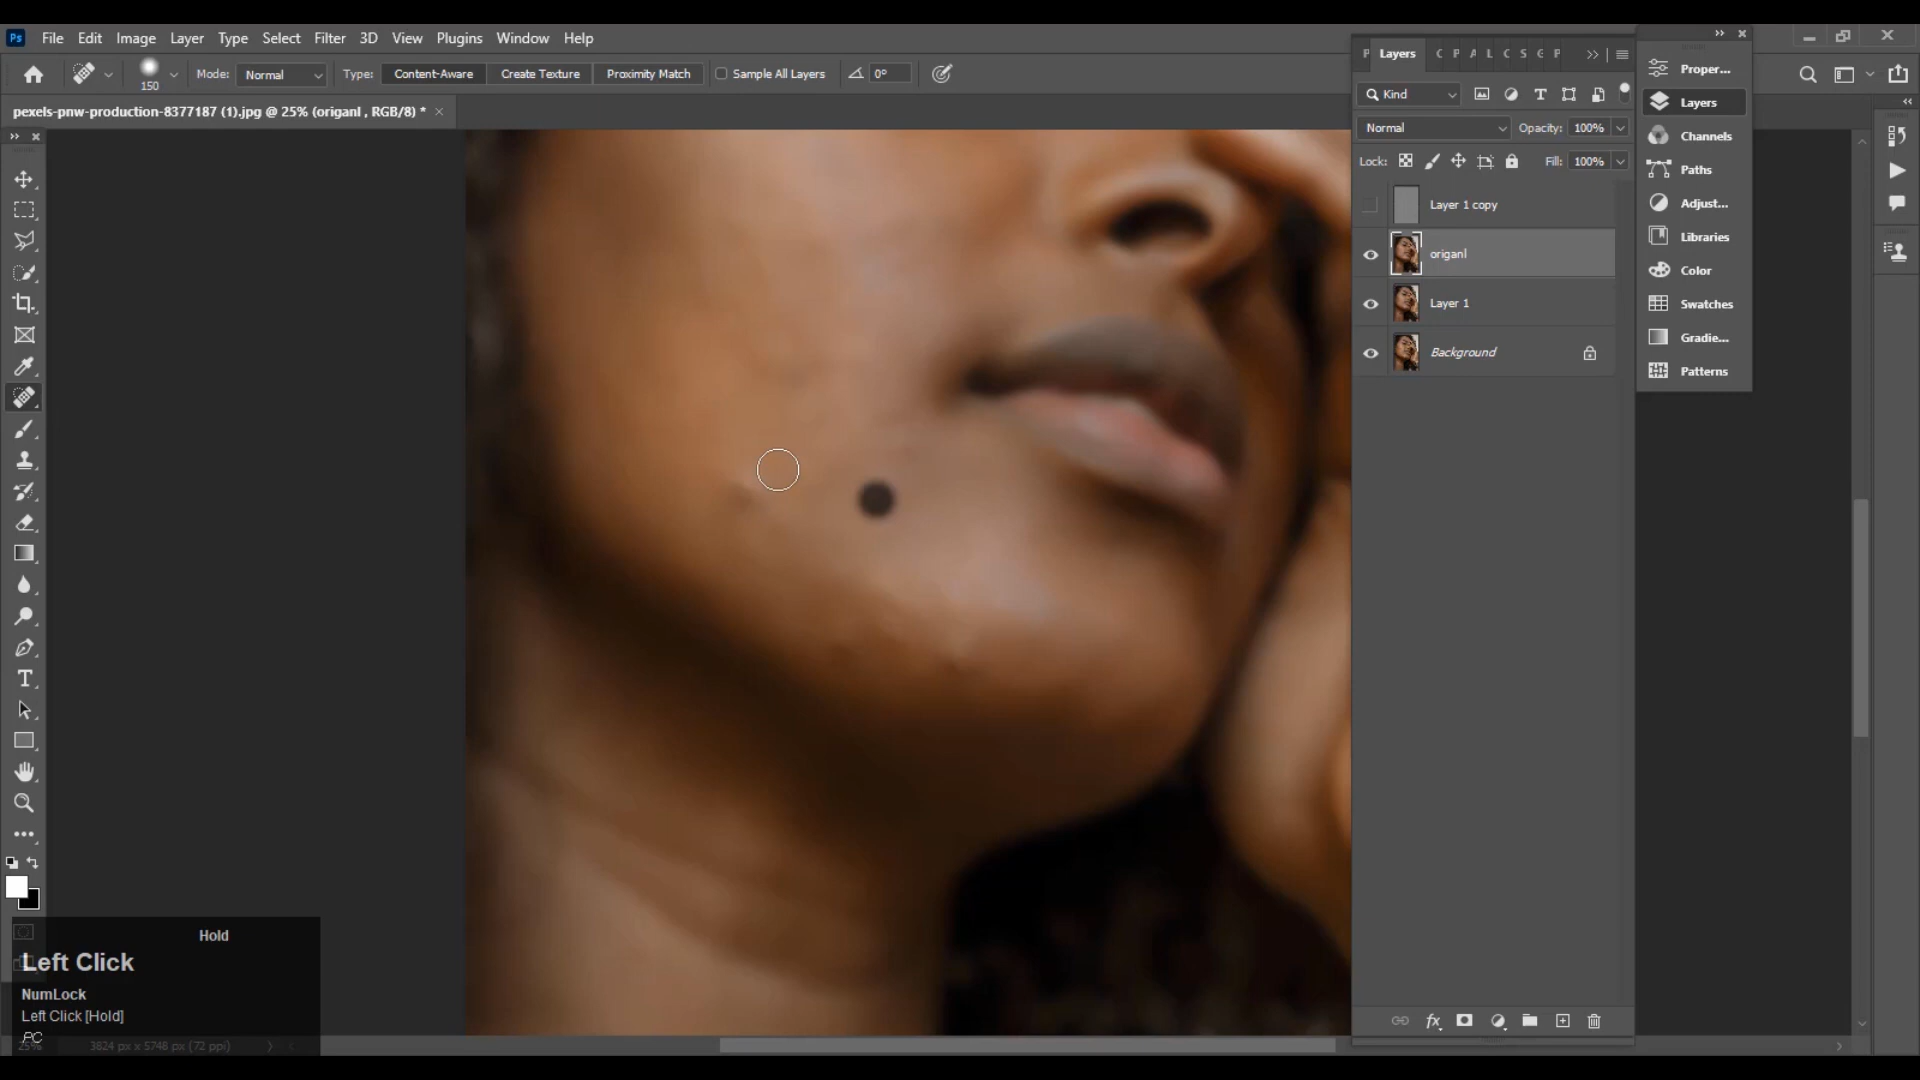 Ps File Edit Image Layer Type Select Filter 3D View Plugins Window Help
150 Mode: Normal Type: Content-Aware Create Texture Proximity Match Sample All Layers 0°
pexels-pnw-production-8377187 (1).jpg @ 25% (origanl , RGB/8) * ×
P Layers C P A L C S G P
Kind
Normal Opacity: 100%
Lock: Fill: 100%
Layer 1 copy
origanl
Layer 1
Background
Proper...
Layers
Channels
Paths
Adjust...
Libraries
Color
Swatches
Gradie...
Patterns
Hold
Left Click
NumLock
Left Click [Hold]
PC
25% 3824 px x 5748 px (72 ppi)